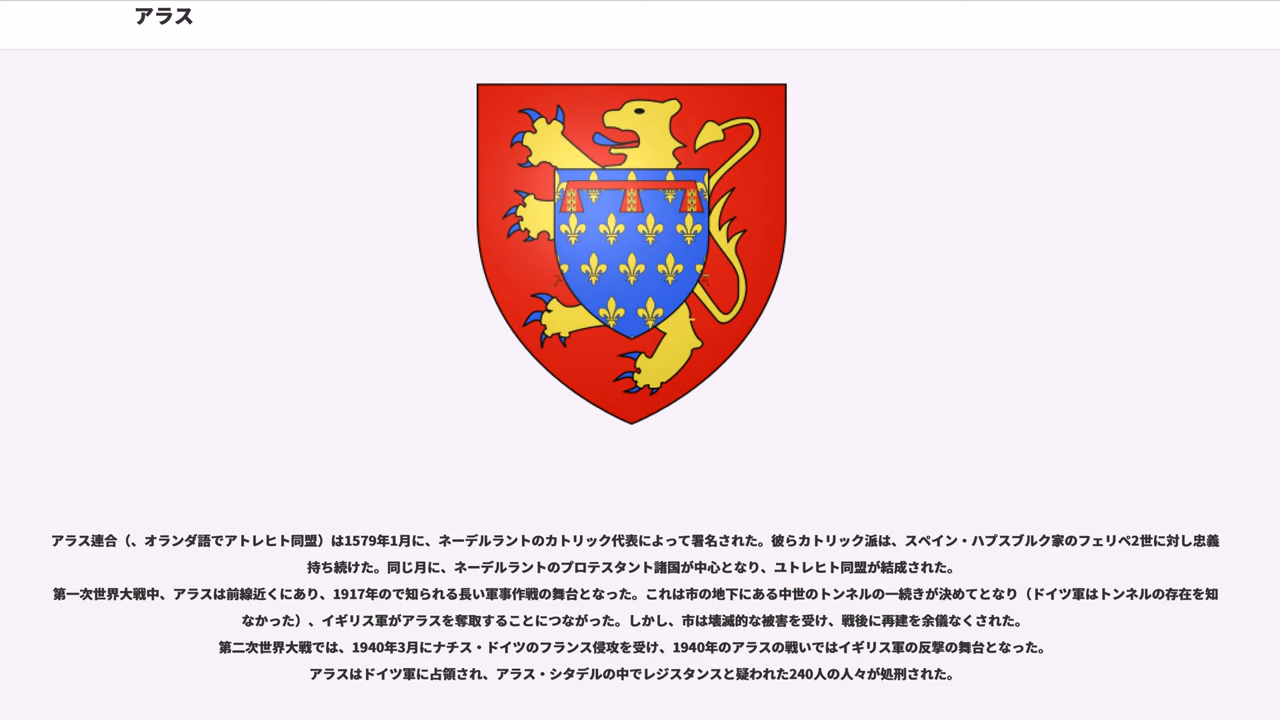 アラス
アラス連合（、オランダ語でアトレヒト同盟）は1579年1月に、ネーデルラントのカトリック代表によって署名された。彼らカトリック派は、スペイン・ハプスブルク家のフェリペ2世に対し忠義
持ち続けた。同じ月に、ネーデルラントのプロテスタント諸国が中心となり、ユトレヒト同盟が結成された。
第一次世界大戦中、アラスは前線近くにあり、1917年ので知られる長い軍事作戦の舞台となった。これは市の地下にある中世のトンネルの一続きが決めてとなり（ドイツ軍はトンネルの存在を知
なかった）、イギリス軍がアラスを奪取することにつながった。しかし、市は壊滅的な被害を受け、戦後に再建を余儀なくされた。
第二次世界大戦では、1940年3月にナチス・ドイツのフランス侵攻を受け、1940年のアラスの戦いではイギリス軍の反撃の舞台となった。
アラスはドイツ軍に占領され、アラス・シタデルの中でレジスタンスと疑われた240人の人々が処刑された。